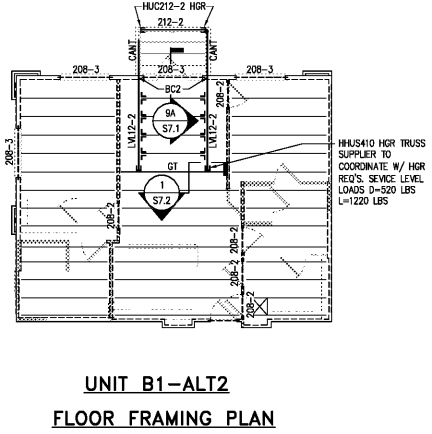 HUC212-2 HGR
212-2
CANT
CANT
208-3
208-3
208-3
BC2
208-2
9A
S7.1
LVL12-2
LVL12-2
208-3
GT
1
S7.2
HHUS410 HGR TRUSS
SUPPLIER TO
COORDINATE W/ HGR
REQ'S. SEVICE LEVEL
LOADS D=520 LBS
L=1220 LBS
208-2
208-2
208-2
208-2
UNIT B1-ALT2
FLOOR FRAMING PLAN